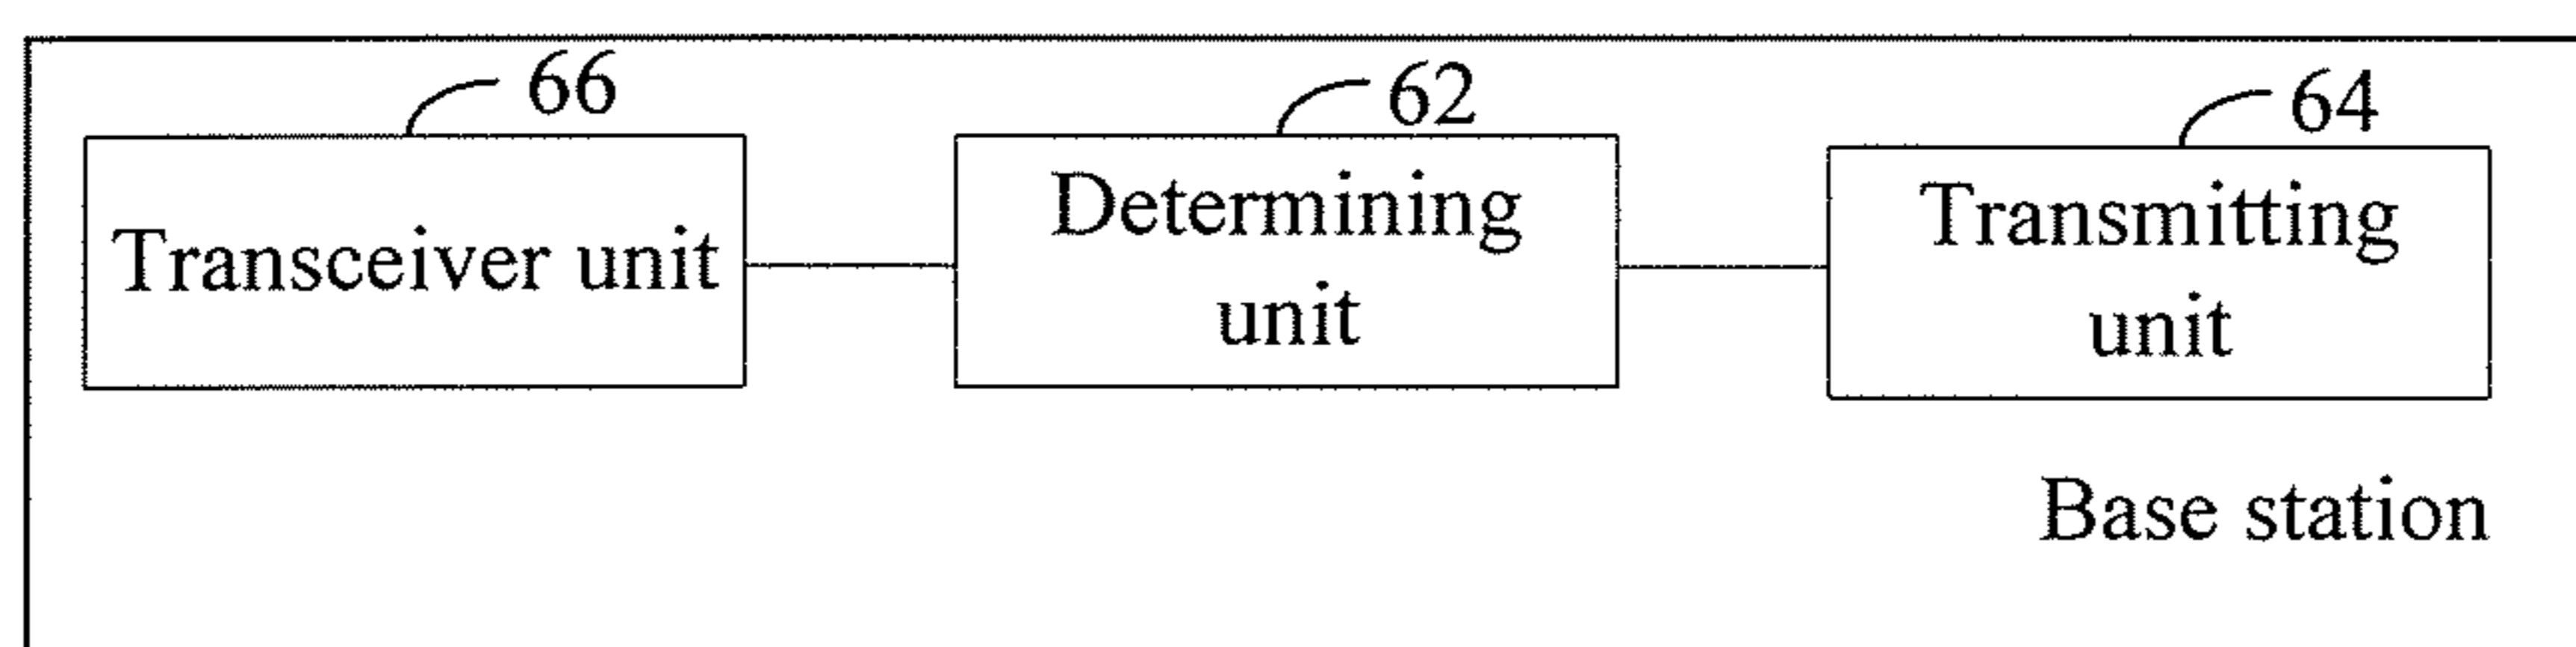 66
62
64
Transceiver unit
Determining
unit
Transmitting
unit
Base station